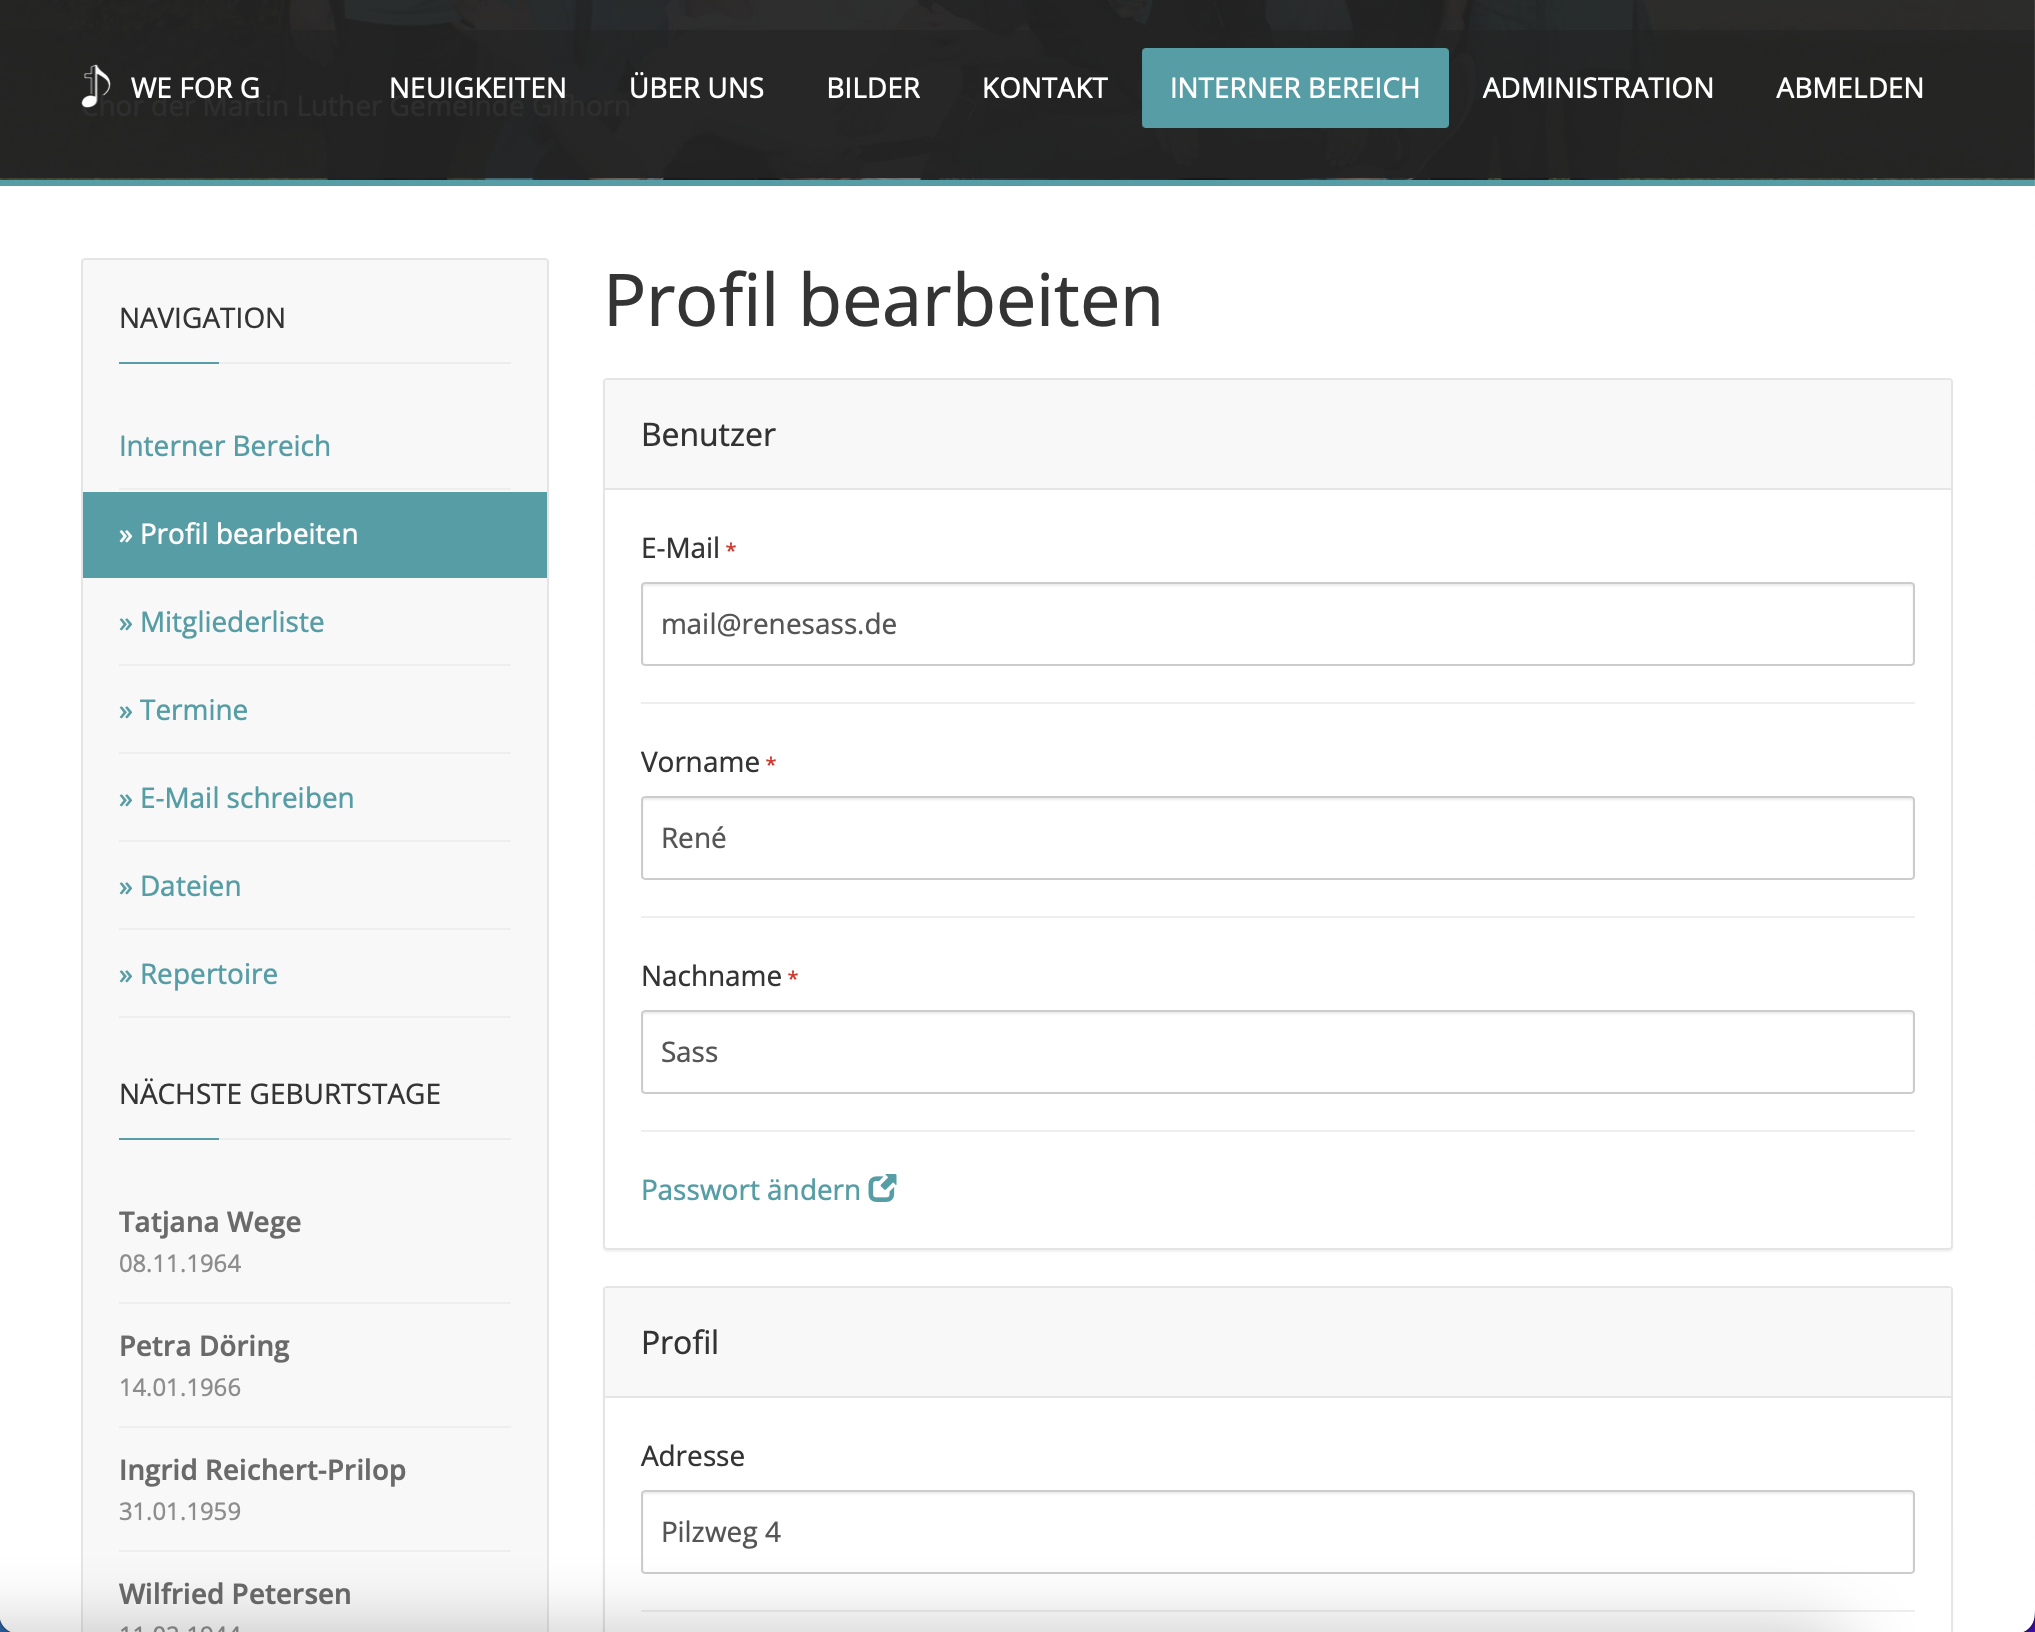 WE FOR G
NEUIGKEITEN
ÜBER UNS
BILDER
KONTAKT
INTERNER BEREICH
ADMINISTRATION
ABMELDEN
Chor der Martin Luther Gemeinde Gifhorn
NAVIGATION
Interner Bereich
» Profil bearbeiten
» Mitgliederliste
» Termine
» E-Mail schreiben
» Dateien
» Repertoire
NÄCHSTE GEBURTSTAGE
Tatjana Wege
08.11.1964
Petra Döring
14.01.1966
Ingrid Reichert-Prilop
31.01.1959
Wilfried Petersen
Profil bearbeiten
Benutzer
E-Mail *
mail@renesass.de
Vorname *
René
Nachname *
Sass
Passwort ändern
Profil
Adresse
Pilzweg 4